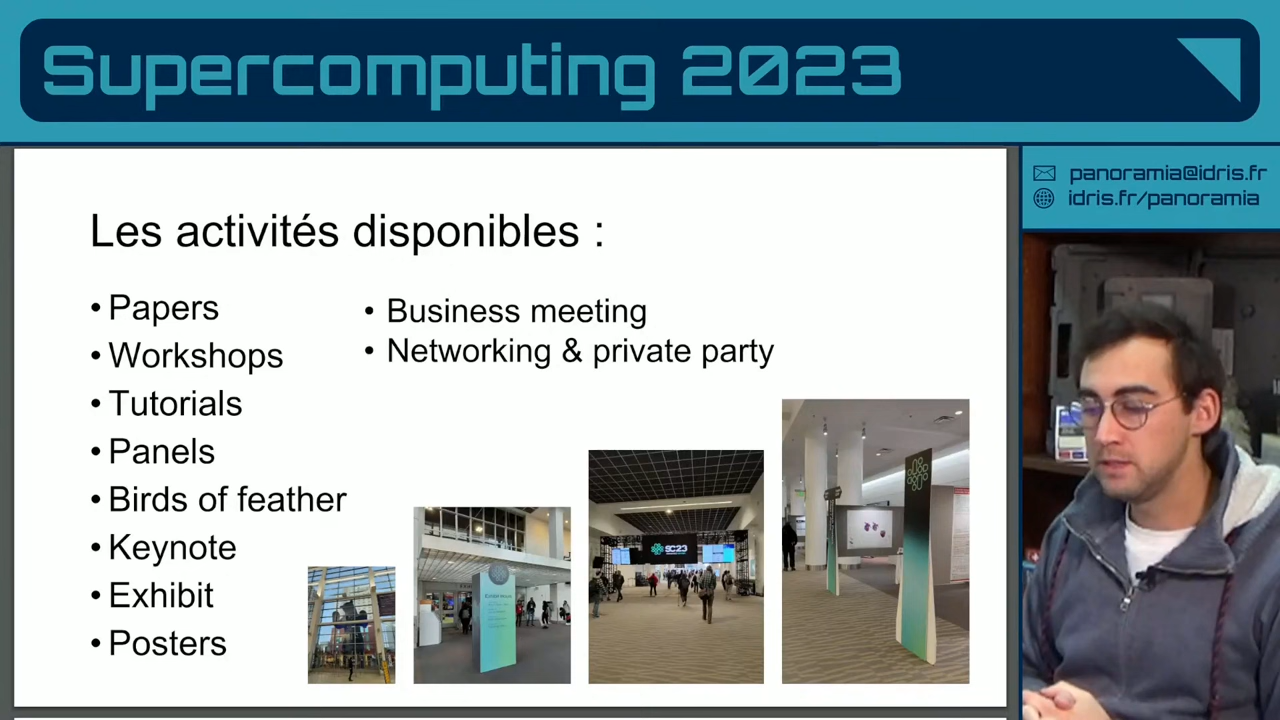 Supercomputing 2023
panoramia@idris.fr
idris.fr/panoramia
Les activités disponibles :
• Papers
• Workshops
• Tutorials
• Panels
• Birds of feather
• Keynote
• Exhibit
• Posters
• Business meeting
• Networking & private party
SC23